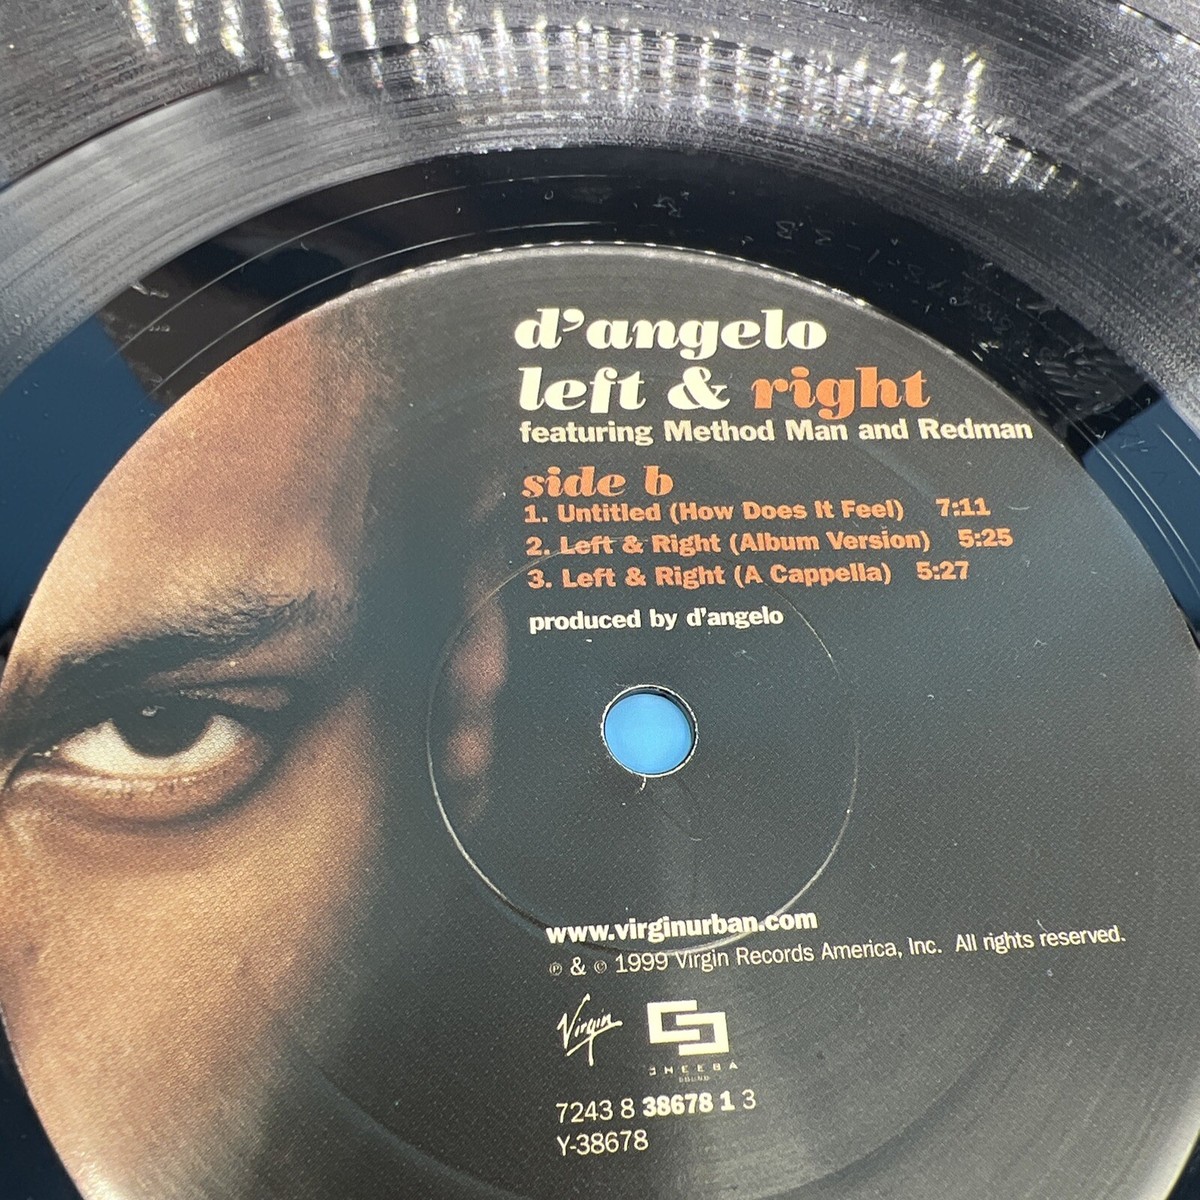 d'angelo
left & right
featuring Method Man and Redman
side b
1. Untitled (How Does It Feel) 7:11
2. Left & Right (Album Version) 5:25
3. Left & Right (A Cappella) 5:27
produced by d'angelo
www.virginurban.com
℗ & © 1999 Virgin Records America, Inc. All rights reserved.
Virgin
CHEEBA
SOUND
7243 8 38678 1 3
Y-38678